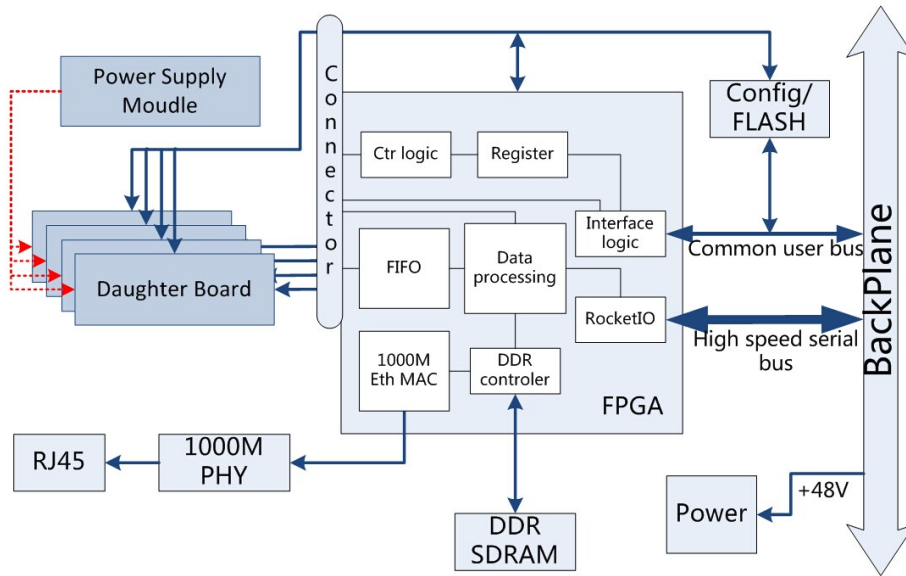 Power Supply
Moudle
Connector
Config/
FLASH
Ctr logic
Register
Interface
logic
Common user bus
FIFO
Data
processing
Daughter Board
RocketIO
High speed serial
bus
BackPlane
1000M
Eth MAC
DDR
controler
FPGA
RJ45
1000M
PHY
+48V
Power
DDR
SDRAM